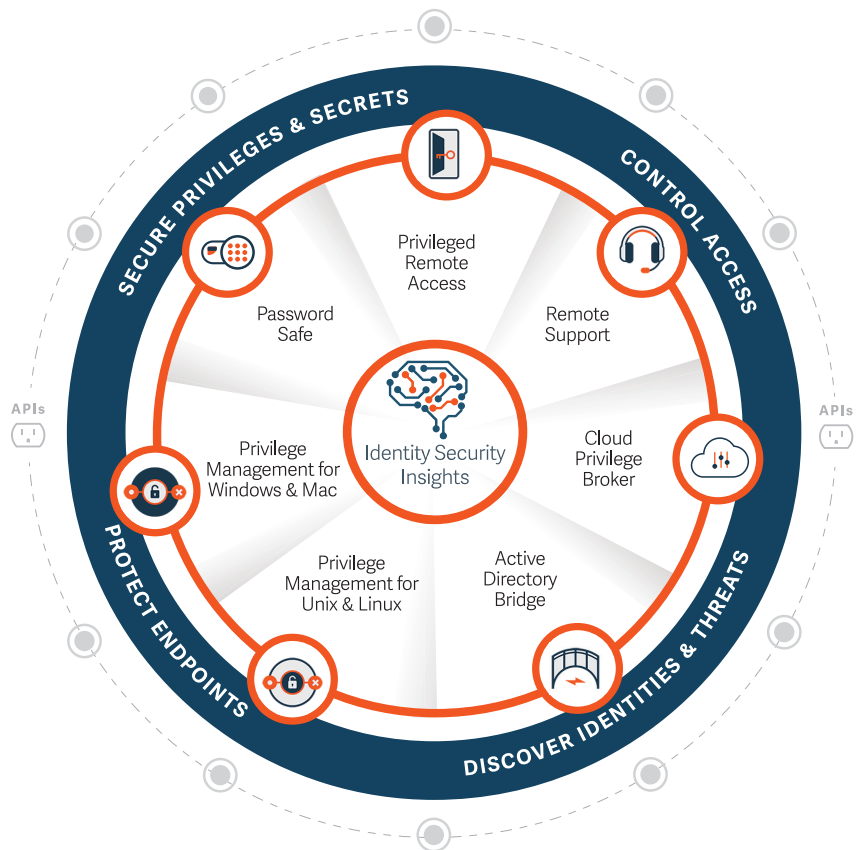 SECURE PRIVILEGES & SECRETS
CONTROL ACCESS
Privileged
Remote
Access
Password
Safe
Remote
Support
APIs
APIs
Identity Security
Insights
Privilege
Management for
Windows & Mac
Cloud
Privilege
Broker
Privilege
Management for
Unix & Linux
Active
Directory
Bridge
PROTECT ENDPOINTS
DISCOVER IDENTITIES & THREATS